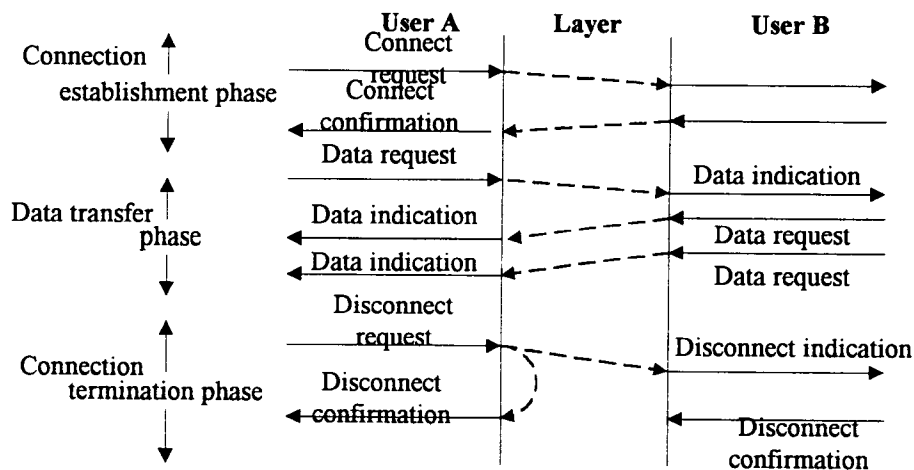 User A
Layer
User B
Connection
establishment phase
Connect
request
Connect
confirmation
Data request
Data indication
Data transfer
phase
Data indication
Data request
Data indication
Data request
Disconnect
request
Connection
termination phase
Disconnect indication
Disconnect
confirmation
Disconnect
confirmation